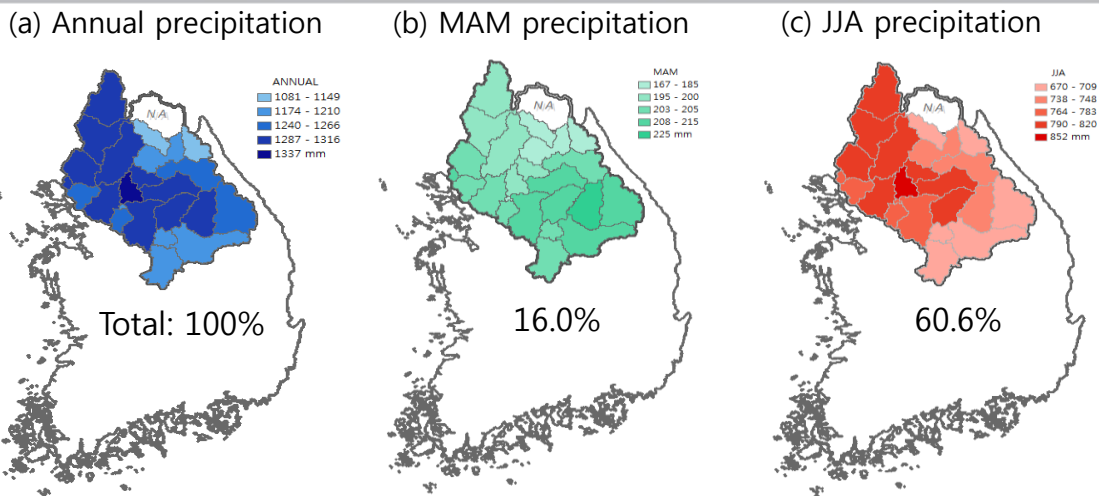 (a) Annual precipitation
(b) MAM precipitation
(c) JJA precipitation
N/A
ANNUAL
1081 - 1149
1174 - 1210
1240 - 1266
1287 - 1316
1337 mm
N/A
MAM
167 - 185
195 - 200
203 - 205
208 - 215
225 mm
N/A
JJA
670 - 709
738 - 748
764 - 783
790 - 820
852 mm
Total: 100%
16.0%
60.6%